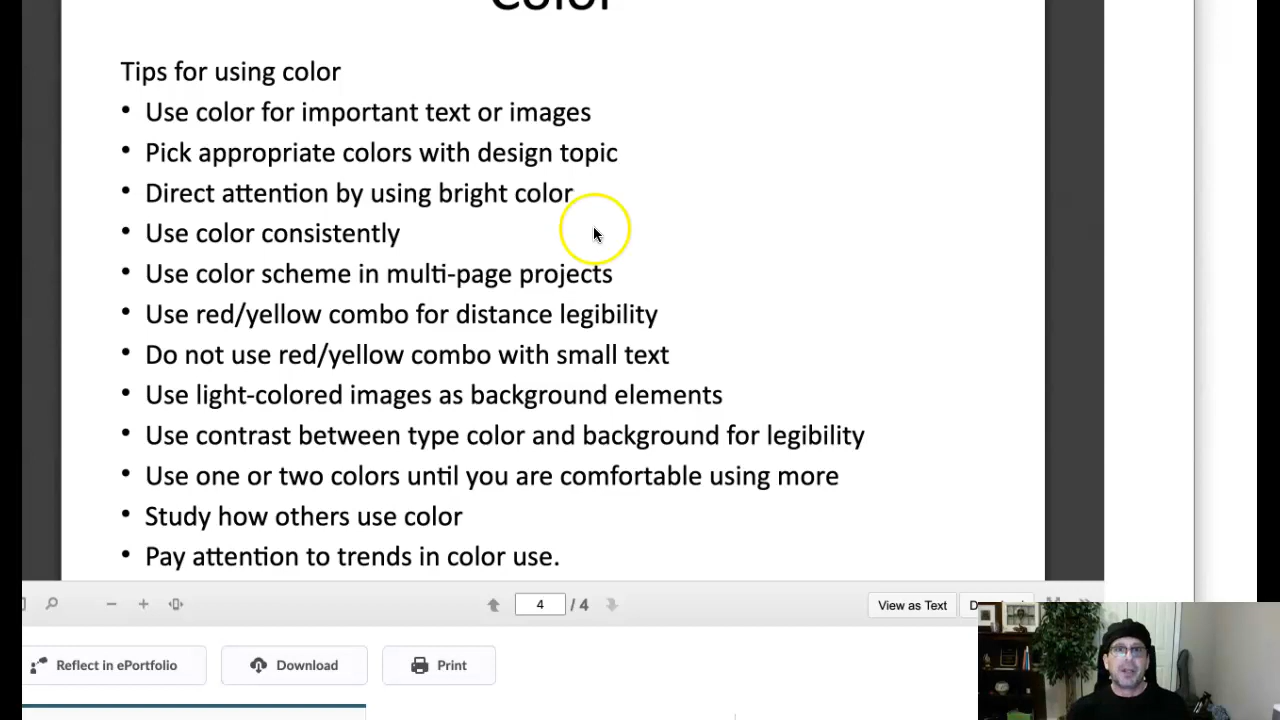 Color
Tips for using color
• Use color for important text or images
• Pick appropriate colors with design topic
• Direct attention by using bright color
• Use color consistently
• Use color scheme in multi-page projects
• Use red/yellow combo for distance legibility
• Do not use red/yellow combo with small text
• Use light-colored images as background elements
• Use contrast between type color and background for legibility
• Use one or two colors until you are comfortable using more
• Study how others use color
• Pay attention to trends in color use.
4 / 4 View as Text
Reflect in ePortfolio Download Print